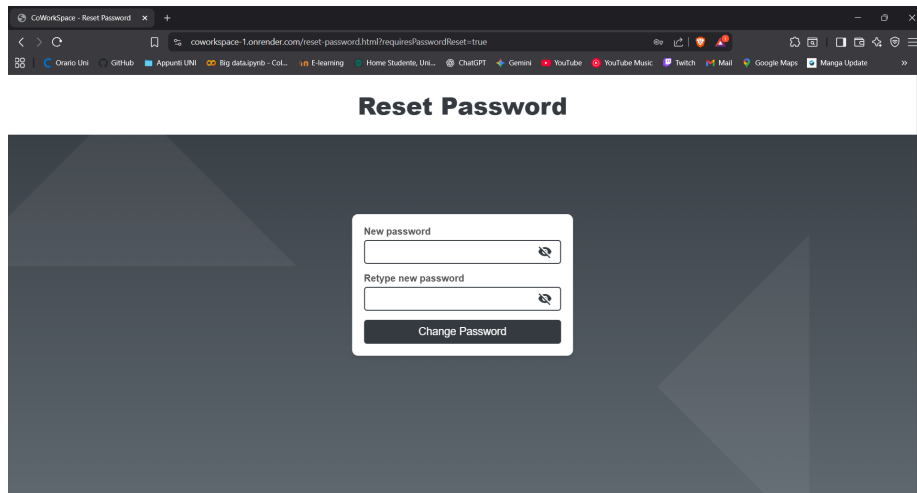 CoWorkSpace - Reset Password
coworkspace-1.onrender.com/reset-password.html?requiresPasswordReset=true
Orario Uni GitHub Appunti UNI Big data.ipynb - Col... E-learning Home Studente, Uni... ChatGPT Gemini YouTube YouTube Music Twitch Mail Google Maps Manga Update »
Reset Password
New password
Retype new password
Change Password